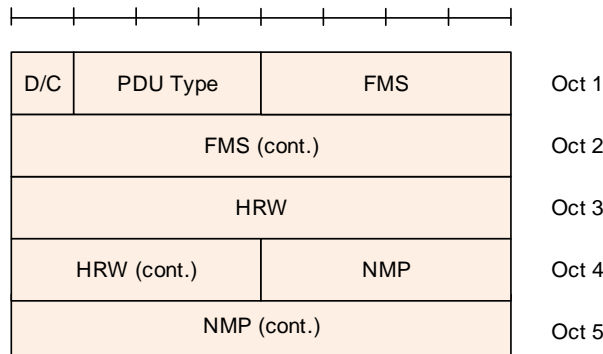 D/C PDU Type FMS Oct 1
FMS (cont.) Oct 2
HRW Oct 3
HRW (cont.) NMP Oct 4
NMP (cont.) Oct 5